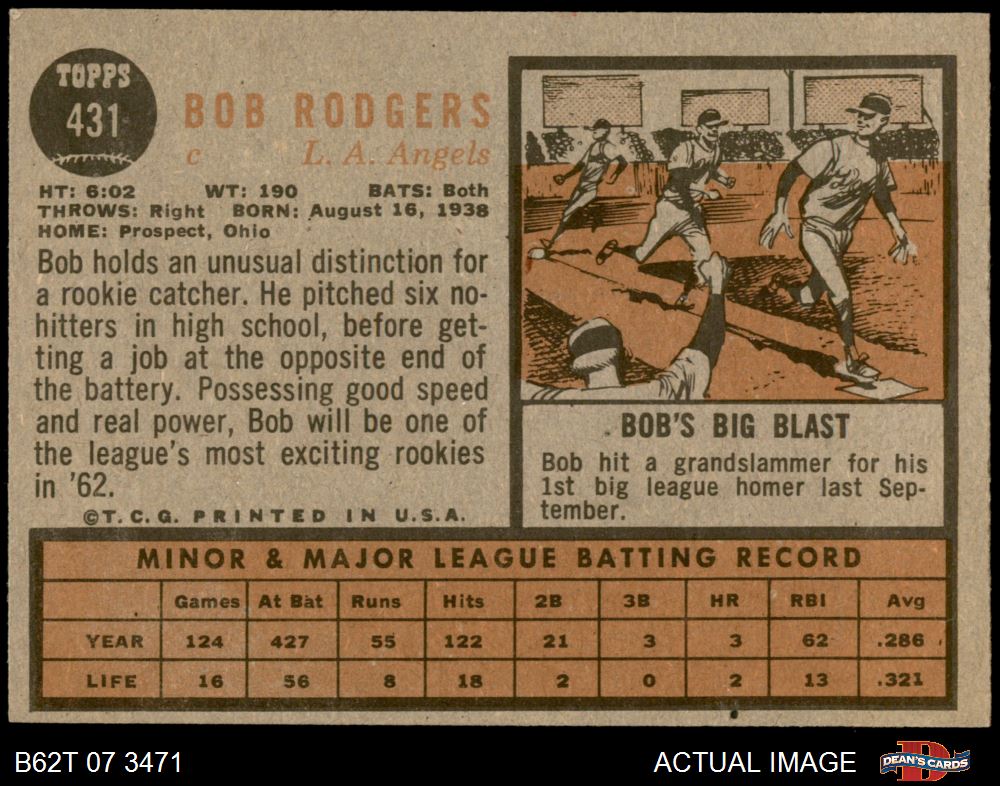 TOPPS
431
BOB RODGERS
c L. A. Angels
HT: 6:02 WT: 190 BATS: Both
THROWS: Right BORN: August 16, 1938
HOME: Prospect, Ohio
Bob holds an unusual distinction for
a rookie catcher. He pitched six no-
hitters in high school, before get-
ting a job at the opposite end of
the battery. Possessing good speed
and real power, Bob will be one of
the league's most exciting rookies
in '62.
©T. C. G. PRINTED IN U.S.A.
BOB'S BIG BLAST
Bob hit a grandslammer for his
1st big league homer last Sep-
tember.
MINOR & MAJOR LEAGUE BATTING RECORD
Games At Bat Runs Hits 2B 3B HR RBI Avg
YEAR 124 427 55 122 21 3 3 62 .286
LIFE 16 56 8 18 2 0 2 13 .321
B62T 07 3471
ACTUAL IMAGE
DEAN'S CARDS